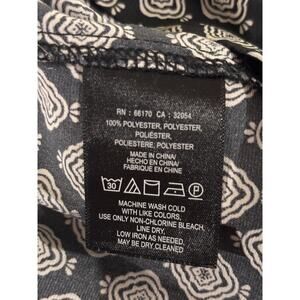 RN : 66170 CA : 32054
100% POLYESTER, POLYESTER,
POLIÉSTER,
POLIESTERE, POLYESTER
MADE IN CHINA/
HECHO EN CHINA/
FABRIQUE EN CHINE
30 P
MACHINE WASH COLD
WITH LIKE COLORS,
USE ONLY NON-CHLORINE BLEACH,
LINE DRY.
LOW IRON AS NEEDED.
MAY BE DRY CLEANED